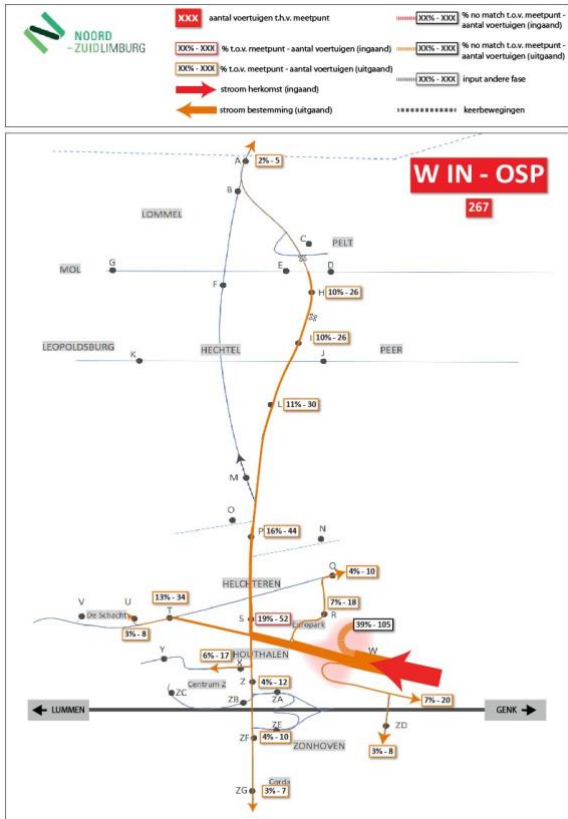 NOORD
-ZUIDLIMBURG
XXX aantal voertuigen t.h.v. meetpunt
XX% - XXX % t.o.v. meetpunt - aantal voertuigen (ingaand)
XX% - XXX % t.o.v. meetpunt - aantal voertuigen (uitgaand)
stroom herkomst (ingaand)
stroom bestemming (uitgaand)
XX% - XXX % no match t.o.v. meetpunt -
aantal voertuigen (ingaand)
XX% - XXX % no match t.o.v. meetpunt -
aantal voertuigen (uitgaand)
XX% - XXX input andere fase
keerbewegingen
W IN - OSP
267
A 2% - 5
B
LOMMEL
C PELT
MOL G E D
F
H 10% - 26
LEOPOLDSBURG HECHTEL I 10% - 26
K J PEER
L 11% - 30
M
O
P 16% - 44 N
HELCHTEREN Q 4% - 10
13% - 34 7% - 18
V U T R
De Schacht S 19% - 52 Europark 39% - 105
3% - 8
HOUTHALEN W
Y 6% - 17 X
Centrum Z Z 4% - 12
ZC ZB ZA 7% - 20
LUMMEN GENK
ZE ZD
ZF 4% - 10 ZONHOVEN 3% - 8
Corda
ZG 3% - 7